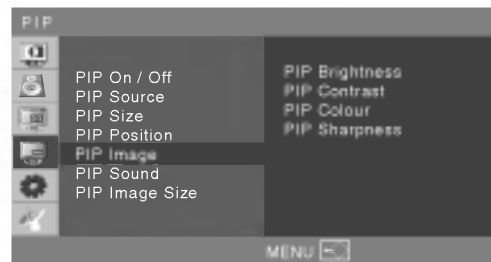 PIP
PIP On / Off
PIP Source
PIP Size
PIP Position
PIP Image
PIP Sound
PIP Image Size
PIP Brightness
PIP Contrast
PIP Colour
PIP Sharpness
MENU